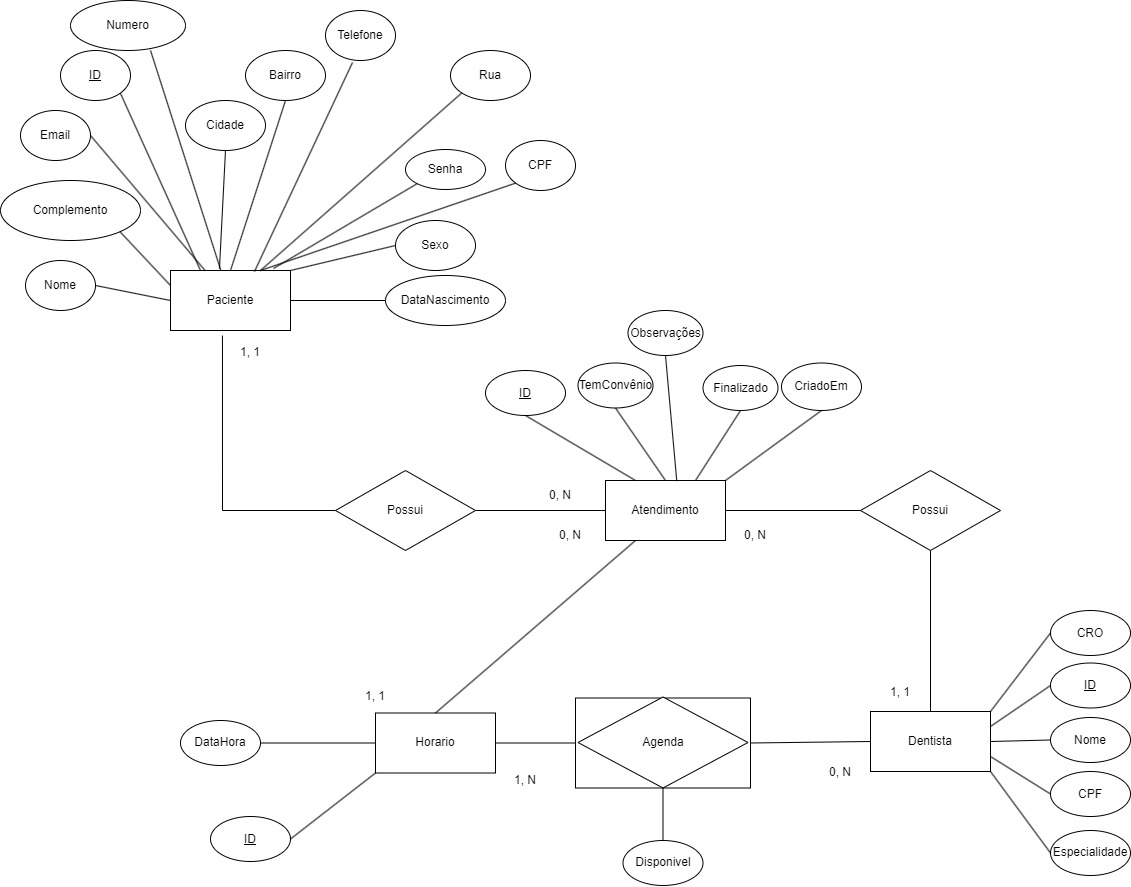 Numero
Telefone
ID
Bairro
Rua
Cidade
Email
Senha
CPF
Complemento
Sexo
Nome
Paciente
DataNascimento
1, 1
Observações
ID
TemConvênio
Finalizado
CriadoEm
0, N
Possui
Atendimento
Possui
0, N
0, N
CRO
ID
1, 1
1, 1
DataHora
Horario
Agenda
Dentista
Nome
1, N
0, N
CPF
ID
Disponivel
Especialidade